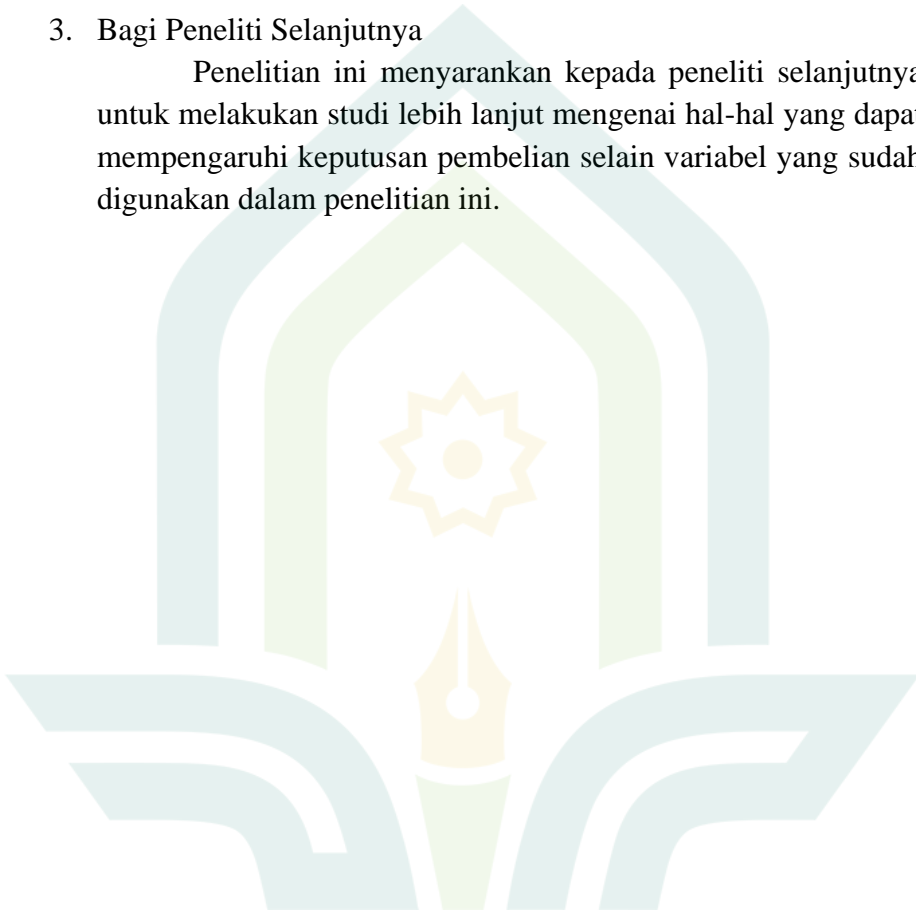 3. Bagi Peneliti Selanjutnya
Penelitian ini menyarankan kepada peneliti selanjutnya
untuk melakukan studi lebih lanjut mengenai hal-hal yang dapat
mempengaruhi keputusan pembelian selain variabel yang sudah
digunakan dalam penelitian ini.